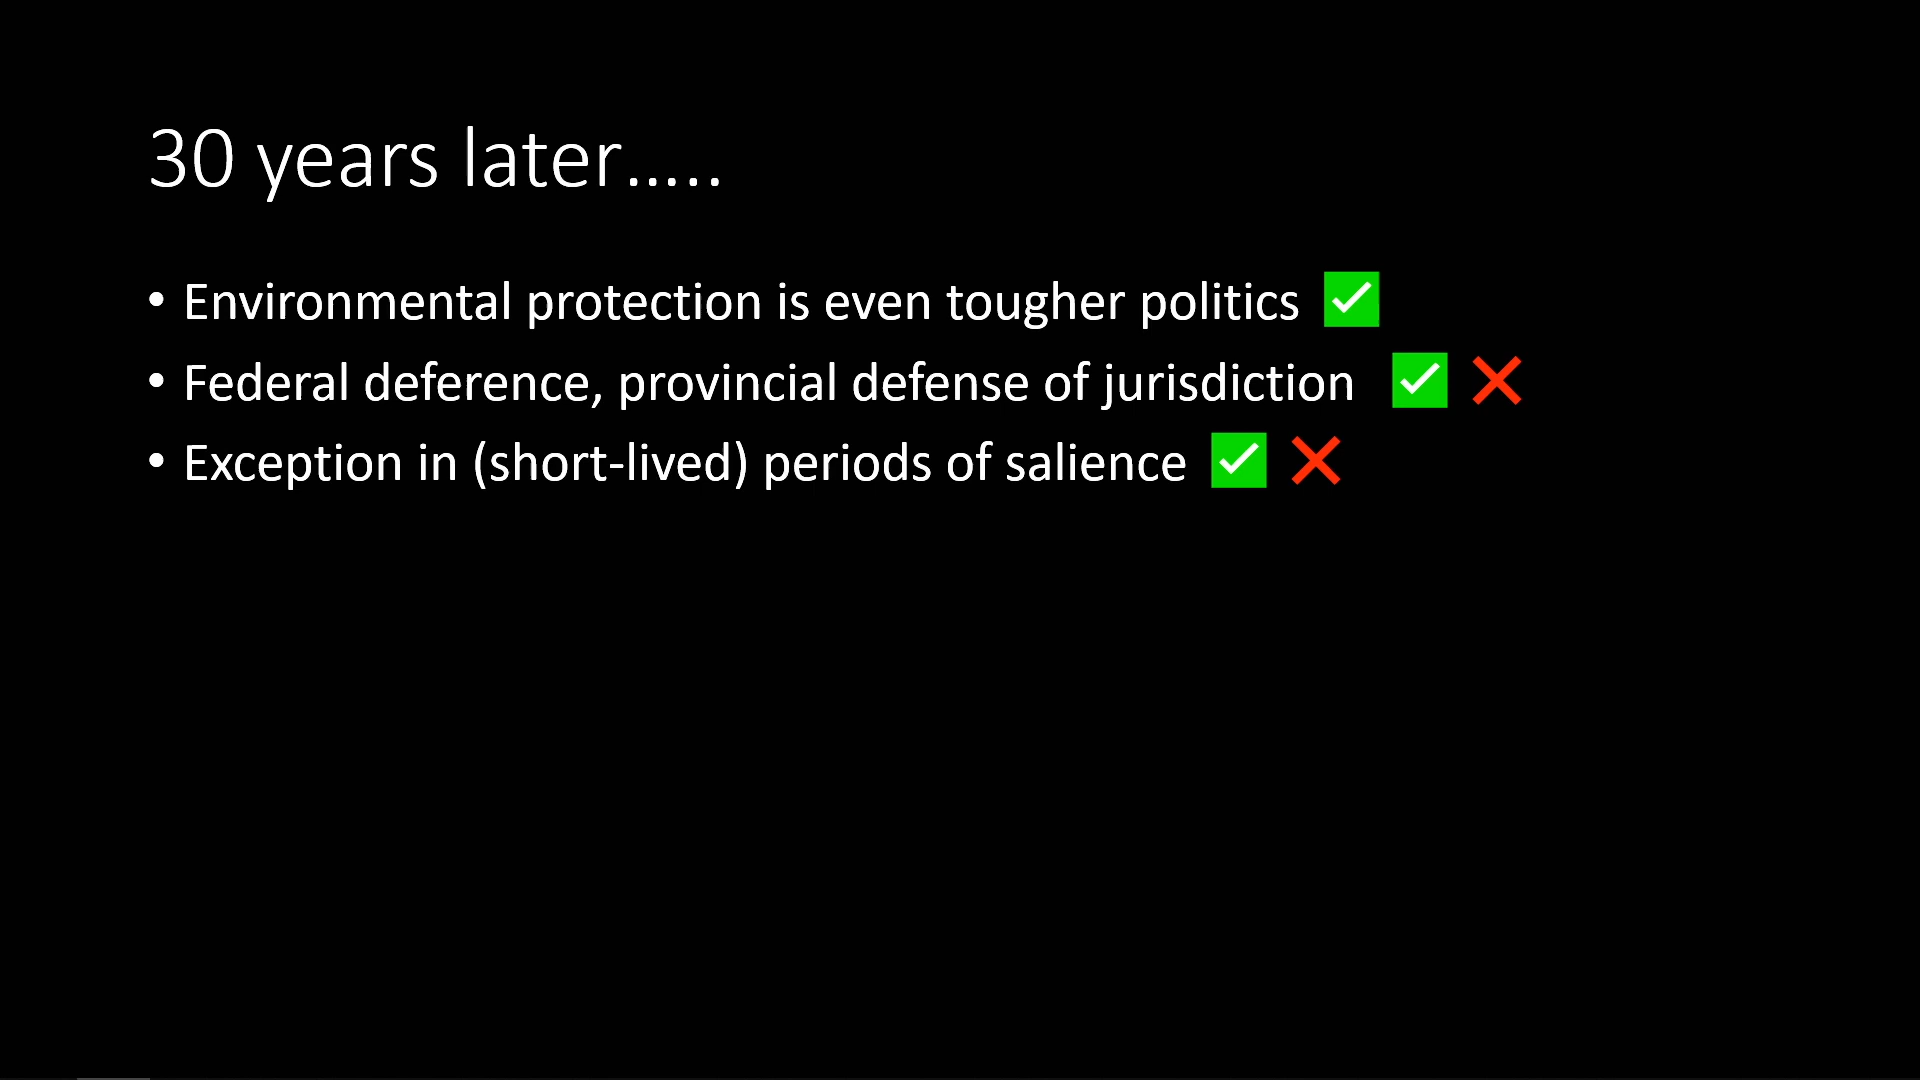 30 years later…..
• Environmental protection is even tougher politics ✅
• Federal deference, provincial defense of jurisdiction ✅ ❌
• Exception in (short-lived) periods of salience ✅ ❌